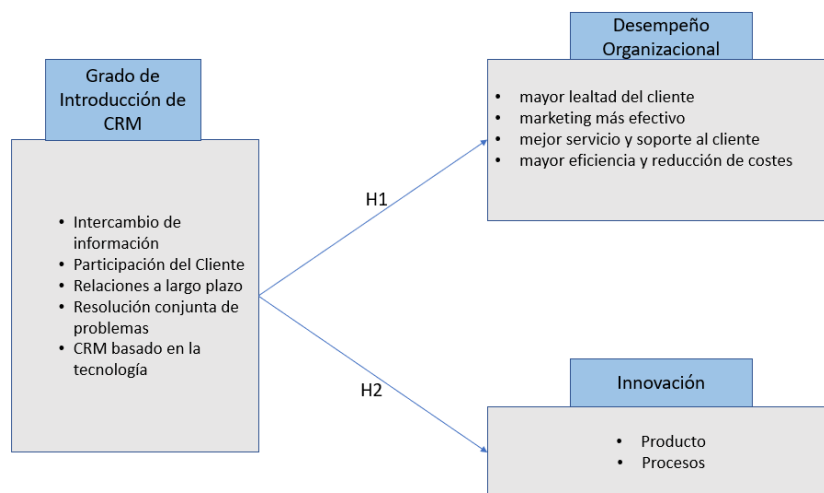 Grado de
Introducción de
CRM
• Intercambio de
información
• Participación del Cliente
• Relaciones a largo plazo
• Resolución conjunta de
problemas
• CRM basado en la
tecnología
H1
H2
Desempeño
Organizacional
• mayor lealtad del cliente
• marketing más efectivo
• mejor servicio y soporte al cliente
• mayor eficiencia y reducción de costes
Innovación
• Producto
• Procesos